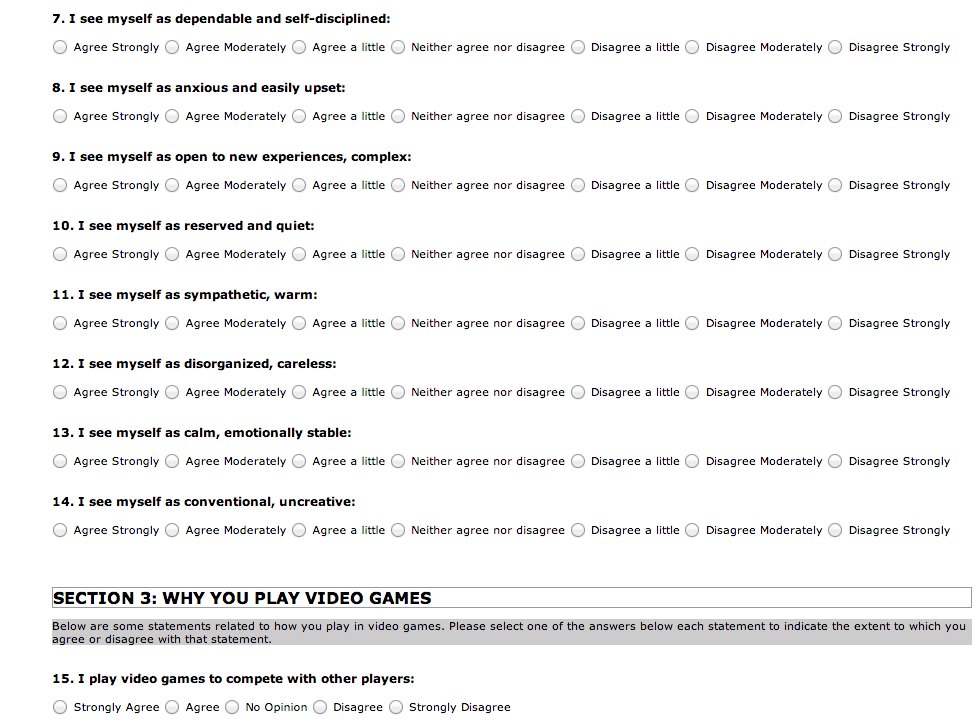 7. I see myself as dependable and self-disciplined:
Agree Strongly Agree Moderately Agree a little Neither agree nor disagree Disagree a little Disagree Moderately Disagree Strongly
8. I see myself as anxious and easily upset:
Agree Strongly Agree Moderately Agree a little Neither agree nor disagree Disagree a little Disagree Moderately Disagree Strongly
9. I see myself as open to new experiences, complex:
Agree Strongly Agree Moderately Agree a little Neither agree nor disagree Disagree a little Disagree Moderately Disagree Strongly
10. I see myself as reserved and quiet:
Agree Strongly Agree Moderately Agree a little Neither agree nor disagree Disagree a little Disagree Moderately Disagree Strongly
11. I see myself as sympathetic, warm:
Agree Strongly Agree Moderately Agree a little Neither agree nor disagree Disagree a little Disagree Moderately Disagree Strongly
12. I see myself as disorganized, careless:
Agree Strongly Agree Moderately Agree a little Neither agree nor disagree Disagree a little Disagree Moderately Disagree Strongly
13. I see myself as calm, emotionally stable:
Agree Strongly Agree Moderately Agree a little Neither agree nor disagree Disagree a little Disagree Moderately Disagree Strongly
14. I see myself as conventional, uncreative:
Agree Strongly Agree Moderately Agree a little Neither agree nor disagree Disagree a little Disagree Moderately Disagree Strongly
SECTION 3: WHY YOU PLAY VIDEO GAMES
Below are some statements related to how you play in video games. Please select one of the answers below each statement to indicate the extent to which you
agree or disagree with that statement.
15. I play video games to compete with other players:
Strongly Agree Agree No Opinion Disagree Strongly Disagree